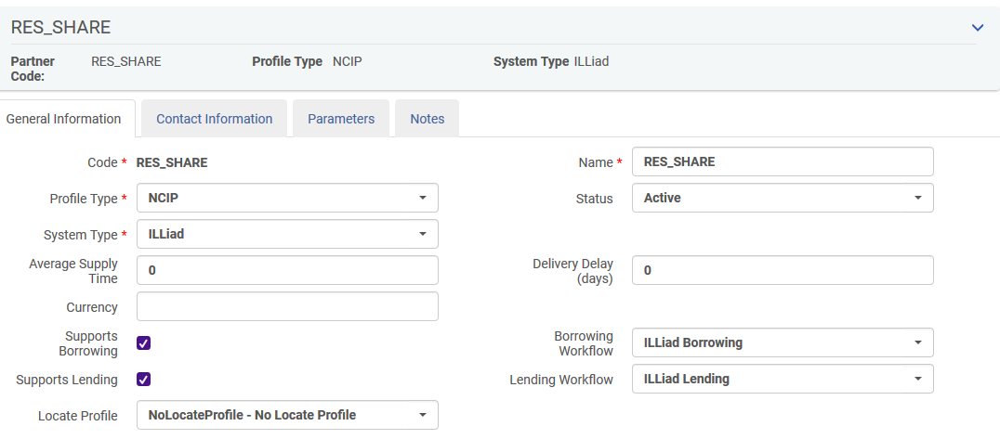 RES_SHARE
Partner Code: RES_SHARE Profile Type NCIP System Type ILLiad
General Information Contact Information Parameters Notes
Code * RES_SHARE Name * RES_SHARE
Profile Type * NCIP Status Active
System Type * ILLiad
Average Supply Time 0 Delivery Delay (days) 0
Currency
Supports Borrowing Borrowing Workflow ILLiad Borrowing
Supports Lending Lending Workflow ILLiad Lending
Locate Profile NoLocateProfile - No Locate Profile